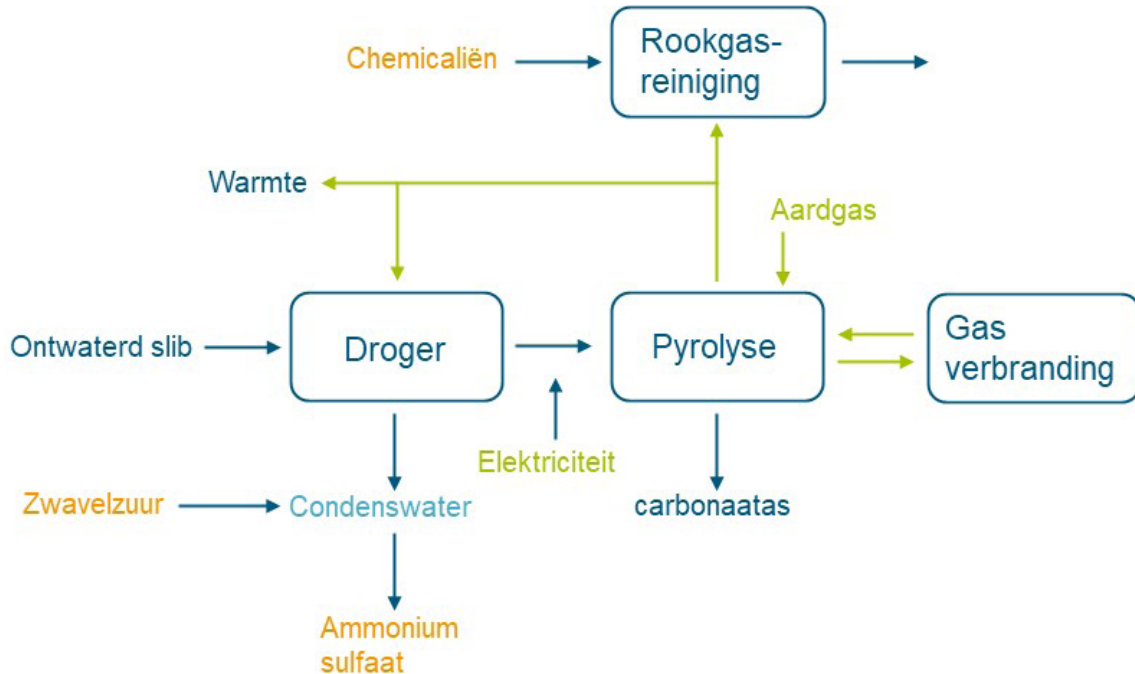 Chemicaliën
Rookgas-
reiniging
Warmte
Aardgas
Ontwaterd slib
Droger
Pyrolyse
Gas
verbranding
Elektriciteit
Zwavelzuur
Condenswater
carbonaatas
Ammonium
sulfaat